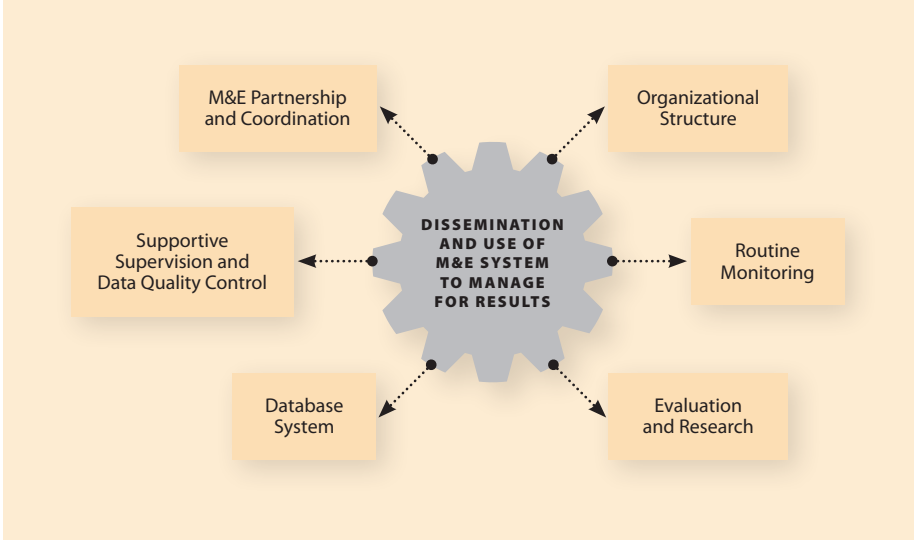 M&E Partnership
and Coordination
Organizational
Structure
DISSEMINATION
AND USE OF
M&E SYSTEM
TO MANAGE
FOR RESULTS
Supportive
Supervision and
Data Quality Control
Routine
Monitoring
Database
System
Evaluation
and Research